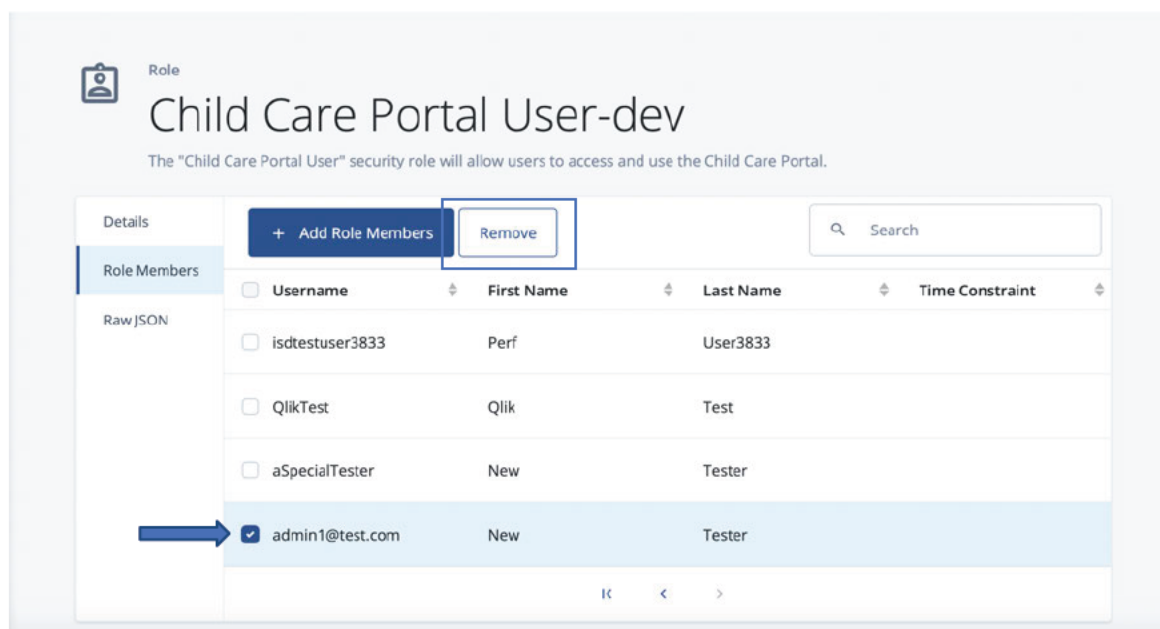 Role
Child Care Portal User-dev
The "Child Care Portal User" security role will allow users to access and use the Child Care Portal.
Details
Role Members
Raw JSON
+ Add Role Members Remove Search
Username First Name Last Name Time Constraint
isdtestuser3833 Perf User3833
QlikTest Qlik Test
aSpecialTester New Tester
admin1@test.com New Tester